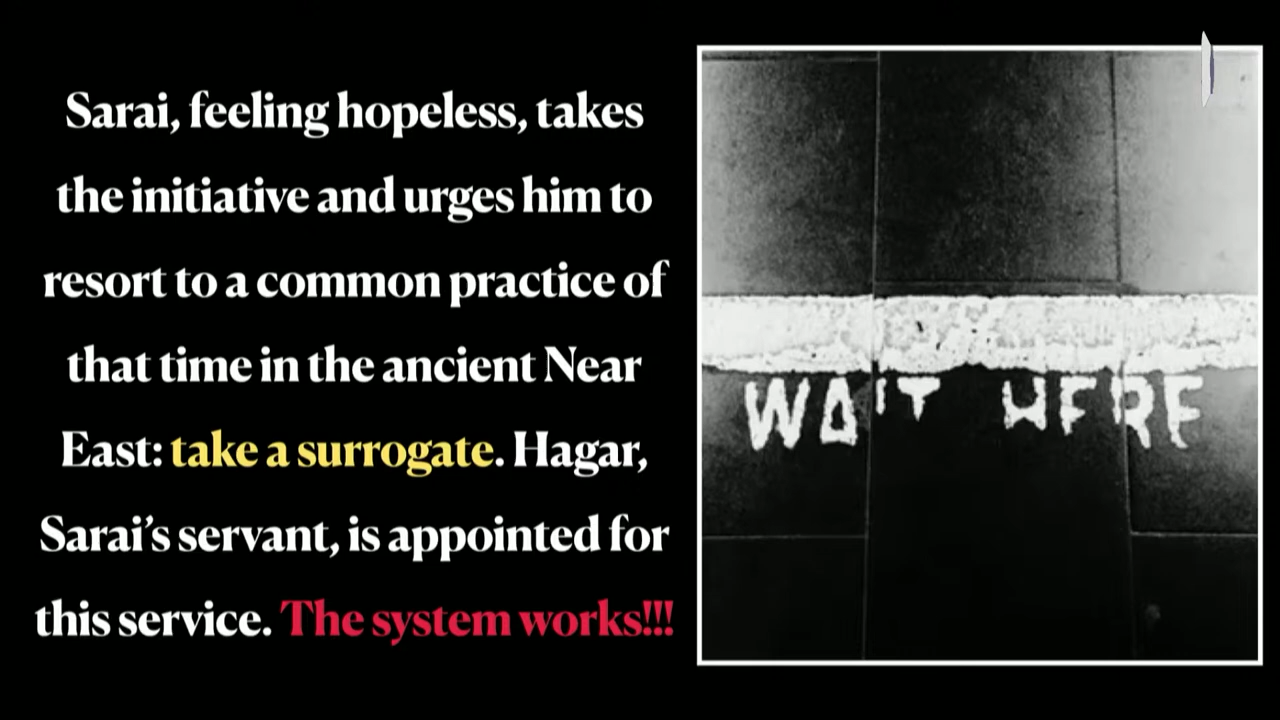 Sarai, feeling hopeless, takes
the initiative and urges him to
resort to a common practice of
that time in the ancient Near
East: take a surrogate. Hagar,
Sarai’s servant, is appointed for
this service. The system works!!!
WAIT HERE